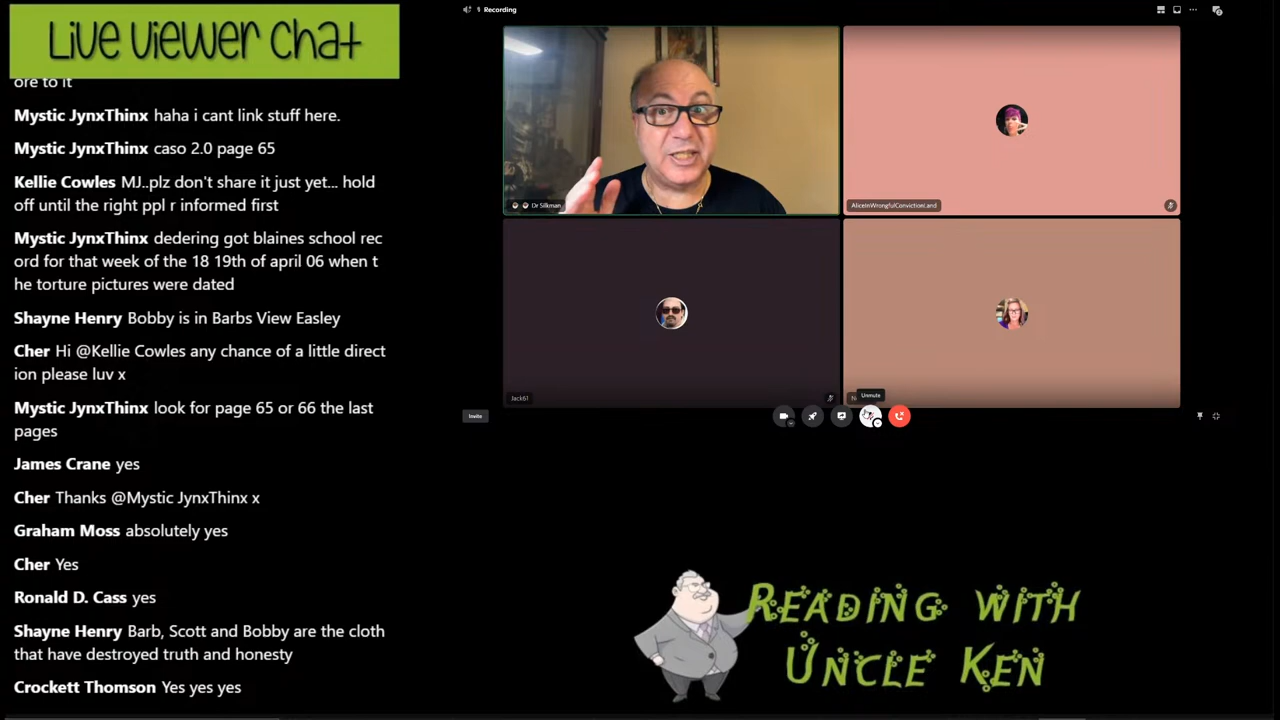 Live Viewer Chat
ore to it
Mystic JynxThinx haha i cant link stuff here.
Mystic JynxThinx caso 2.0 page 65
Kellie Cowles MJ..plz don't share it just yet... hold
off until the right ppl r informed first
Mystic JynxThinx dedering got blaines school rec
ord for that week of the 18 19th of april 06 when t
he torture pictures were dated
Shayne Henry Bobby is in Barbs View Easley
Cher Hi @Kellie Cowles any chance of a little direct
ion please luv x
Mystic JynxThinx look for page 65 or 66 the last
pages
James Crane yes
Cher Thanks @Mystic JynxThinx x
Graham Moss absolutely yes
Cher Yes
Ronald D. Cass yes
Shayne Henry Barb, Scott and Bobby are the cloth
that have destroyed truth and honesty
Crockett Thomson Yes yes yes
Recording
Dr Silkman
AliceInWrongfulConvictionLand
Jack61
Unmute
Invite
Reading with
Uncle Ken